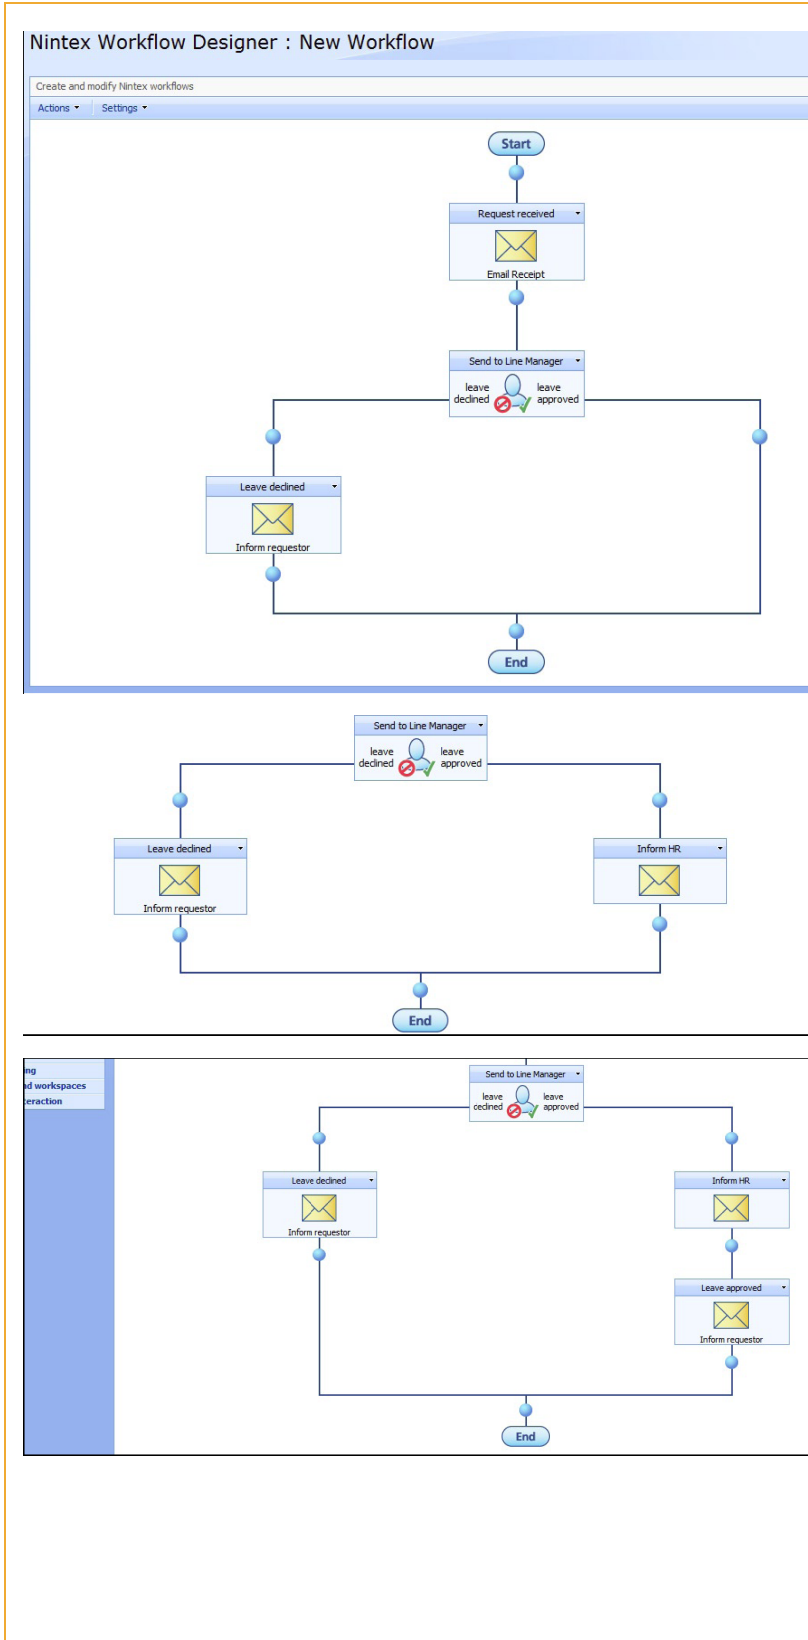 Nintex Workflow Designer : New Workflow
Create and modify Nintex workflows
Actions Settings
Start
Request received
Email Receipt
Send to Line Manager
leave declined leave approved
Leave declined
Inform requestor
End
Send to Line Manager
leave declined leave approved
Leave declined Inform HR
Inform requestor
End
ing
nd workspaces
teraction
Send to Line Manager
leave declined leave approved
Leave declined Inform HR
Inform requestor
Leave approved
Inform requestor
End